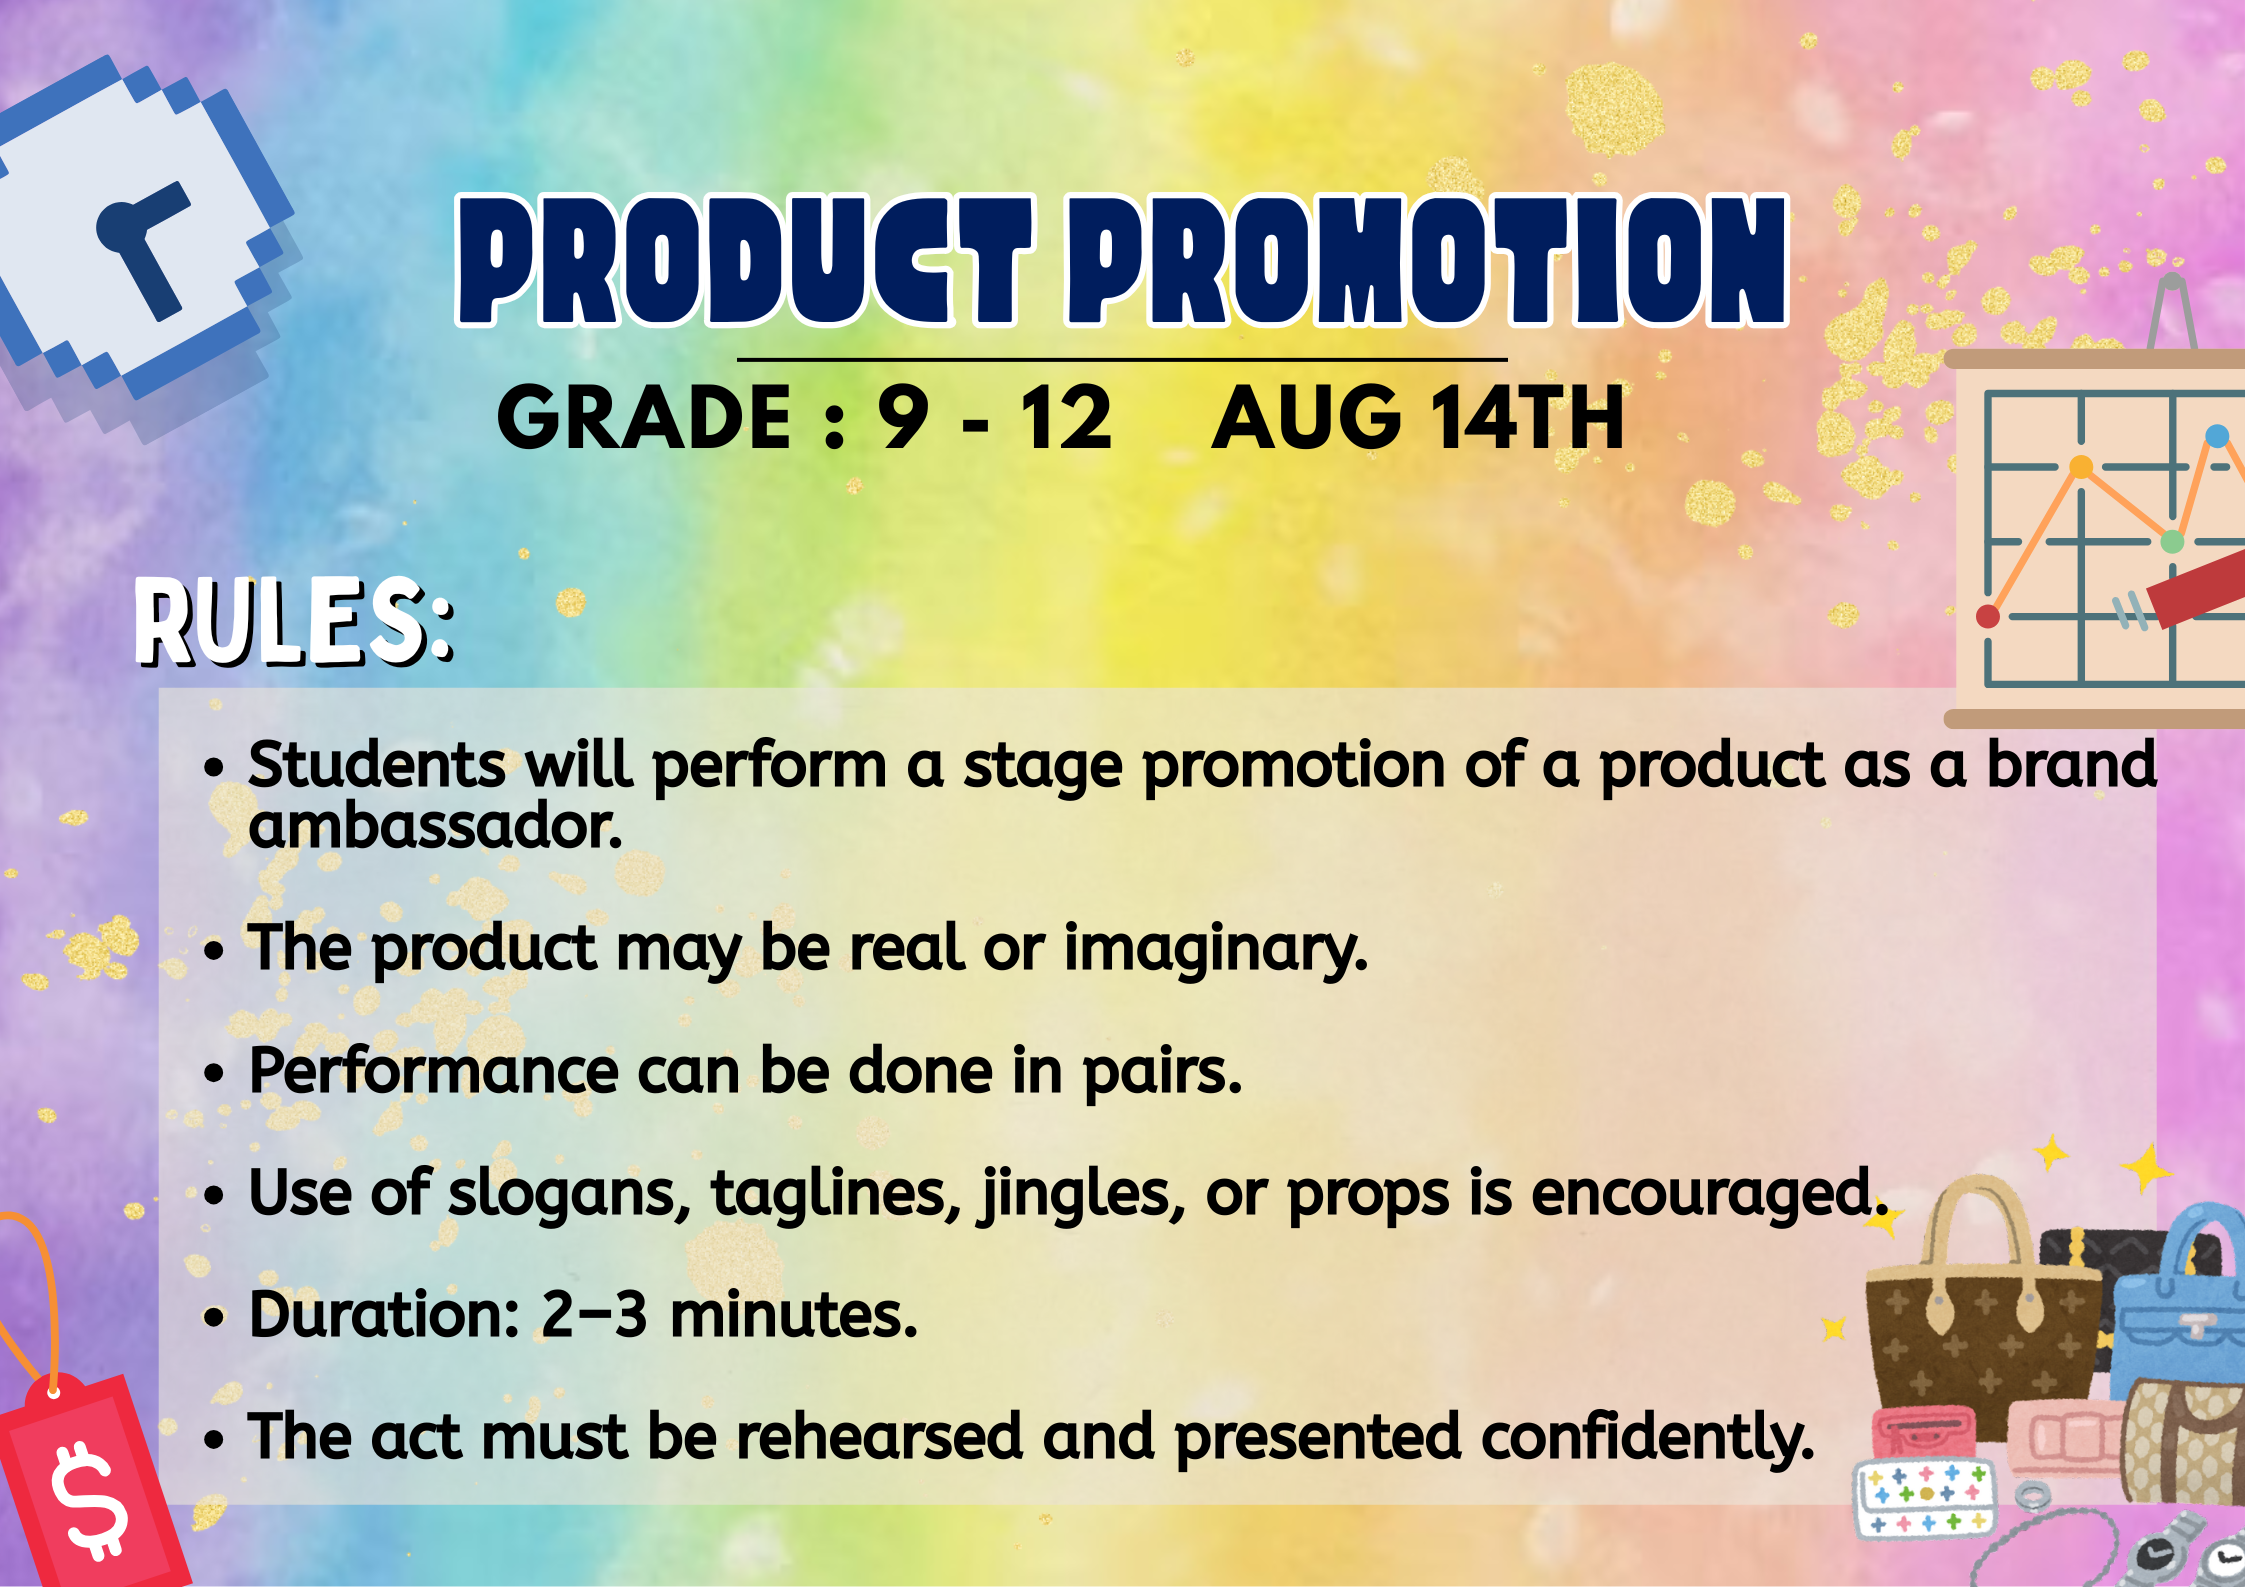 PRODUCT PROMOTION
GRADE : 9 - 12 AUG 14TH
RULES:
• Students will perform a stage promotion of a product as a brand
ambassador.
• The product may be real or imaginary.
• Performance can be done in pairs.
• Use of slogans, taglines, jingles, or props is encouraged.
• Duration: 2–3 minutes.
• The act must be rehearsed and presented confidently.
$